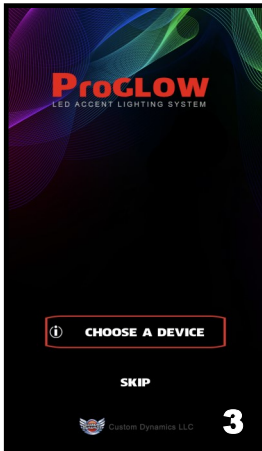 PROGLOW
LED ACCENT LIGHTING SYSTEM
CHOOSE A DEVICE
SKIP
Custom Dynamics LLC
3